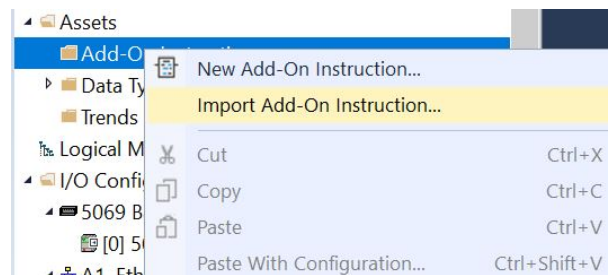 Assets
Add-O
New Add-On Instruction...
Data Ty
Import Add-On Instruction...
Trends
Logical M
Cut Ctrl+X
I/O Confi
Copy Ctrl+C
5069 B
Paste Ctrl+V
[0] 5
Paste With Configuration... Ctrl+Shift+V